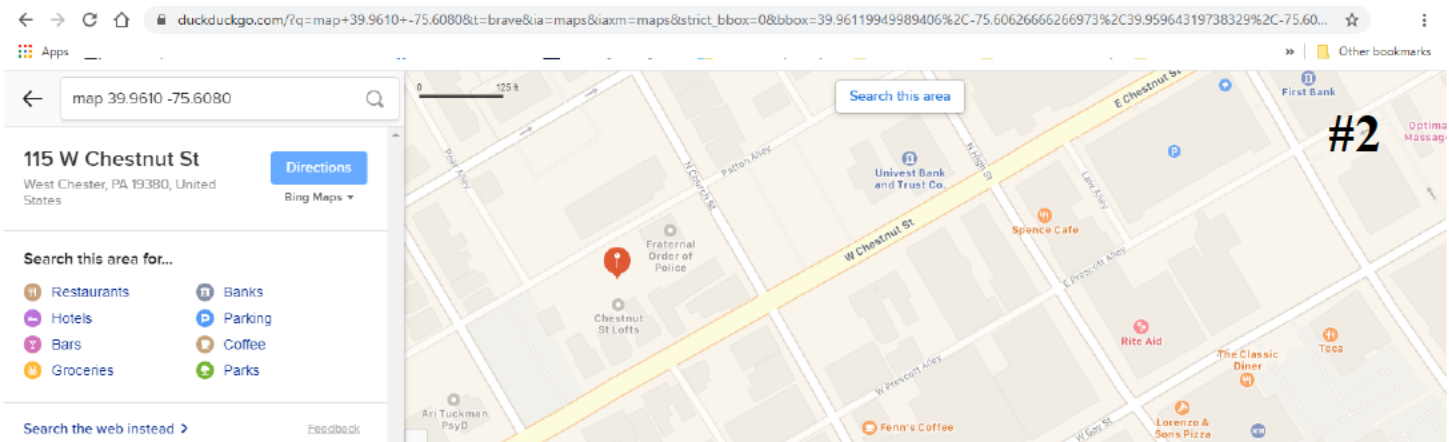 duckduckgo.com/?q=map+39.9610+-75.6080&t=brave&ia=maps&iaxm=maps&strict_bbox=0&bbox=39.96119949989406%2C-75.60626666266973%2C39.95964319738329%2C-75.60...
Apps
» Other bookmarks
map 39.9610 -75.6080
115 W Chestnut St
West Chester, PA 19380, United
States
Directions
Bing Maps
Search this area for...
Restaurants
Banks
Hotels
Parking
Bars
Coffee
Groceries
Parks
Search the web instead >
Feedback
0 125 ft
Search this area
E Chestnut St
First Bank
#2
Optima
Massag
Pear Alley
Patton Alley
N Church St
N High St
Univest Bank
and Trust Co.
P
Law Alley
Spence Cafe
Fraternal
Order of
Police
W Chestnut St
E Prescott Alley
Chestnut
St Lofts
Rite Aid
Toca
The Classic
Diner
W Prescott Alley
Ari Tuckman
PsyD
Fenn's Coffee
W Gay St
Lorenzo &
Sons Pizza